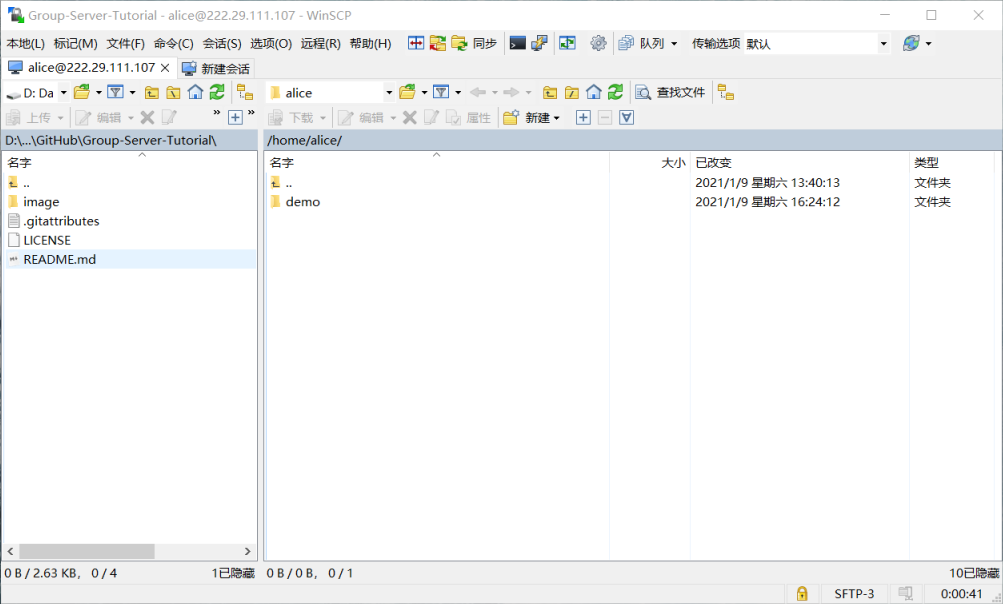 Group-Server-Tutorial - alice@222.29.111.107 - WinSCP
本地(L) 标记(M) 文件(F) 命令(C) 会话(S) 选项(O) 远程(R) 帮助(H) 同步 队列 传输选项 默认
alice@222.29.111.107 × 新建会话
D: Da alice 查找文件
上传 编辑 » » 下载 编辑 属性 新建
D:\...\GitHub\Group-Server-Tutorial\ /home/alice/
名字 名字 大小 已改变 类型
.. .. 2021/1/9 星期六 13:40:13 文件夹
image demo 2021/1/9 星期六 16:24:12 文件夹
.gitattributes
LICENSE
README.md
0 B / 2.63 KB, 0 / 4 1已隐藏 0 B / 0 B, 0 / 1 10已隐藏
SFTP-3 0:00:41